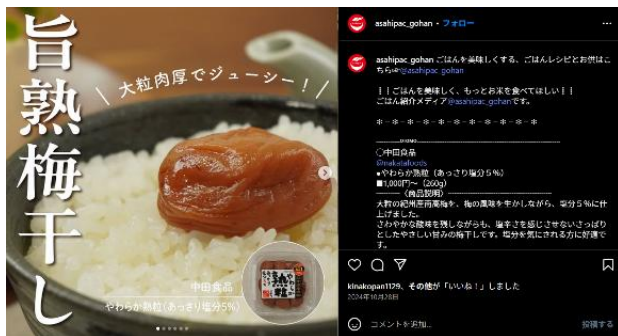 旨熟梅干し
大粒肉厚でジューシー！
中田食品
やわらか熟粒(あっさり塩分5%)
asahipac_gohan・フォロー
asahipac_gohan ごはんを美味しくする、ごはんレシピとお供はこ
ちら☞@asahipac_gohan
||ごはんを美味しく、もっとお米を食べてほしい||
ごはん紹介メディア@asahipac_gohanです。
＊－＊－＊－＊－＊－＊－＊－＊－＊
○中田食品
@nakatafoods
●やわらか熟粒（あっさり塩分５％）
■1,000円〜（260g）
《商品説明》
大粒の紀州産南高梅を、梅の風味を生かしながら、塩分５％に仕
上げました。
さわやかな酸味を残しながらも、塩辛さを感じさせないさっぱり
としたやさしい甘みの梅干しです。塩分を気にされる方に好適で
す。
kinakopan1129、その他が「いいね！」しました
2024年10月28日
コメントを追加...
投稿する